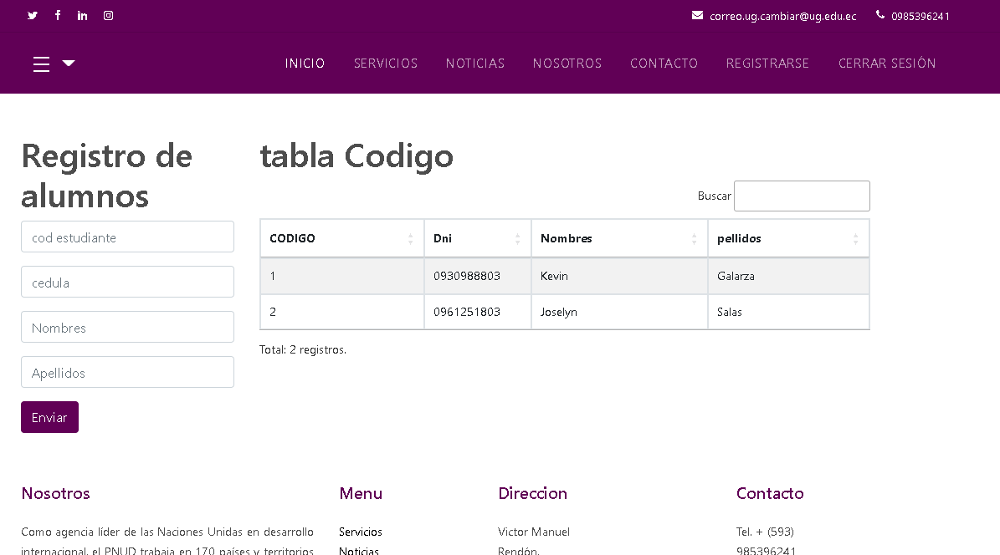 correo.ug.cambiar@ug.edu.ec 0985396241
INICIO SERVICIOS NOTICIAS NOSOTROS CONTACTO REGISTRARSE CERRAR SESIÓN
Registro de
alumnos
cod estudiante
cedula
Nombres
Apellidos
Enviar
tabla Codigo
Buscar
CODIGO Dni Nombres pellidos
1 0930988803 Kevin Galarza
2 0961251803 Joselyn Salas
Total: 2 registros.
Nosotros
Como agencia líder de las Naciones Unidas en desarrollo
internacional, el PNUD trabaja en 170 países y territorios
Menu
Servicios
Noticias
Direccion
Victor Manuel
Rendón,
Contacto
Tel. + (593)
985396241